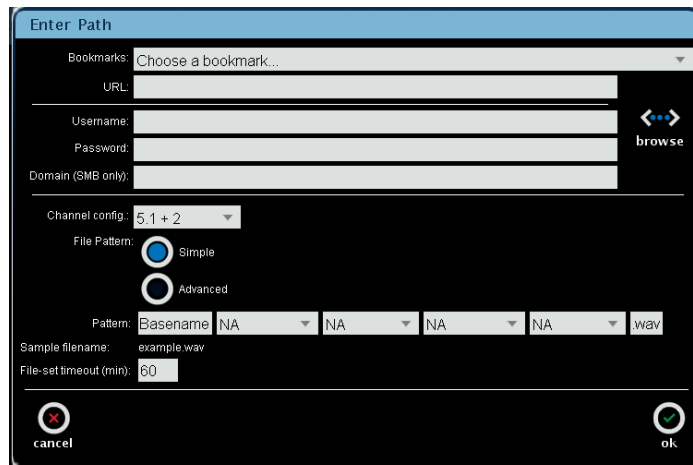 Enter Path
Bookmarks: Choose a bookmark...
URL:
Username:
browse
Password:
Domain (SMB only):
Channel config.: 5.1 + 2
File Pattern:
Simple
Advanced
Pattern: Basename NA NA NA NA .wav
Sample filename: example.wav
File-set timeout (min): 60
cancel ok